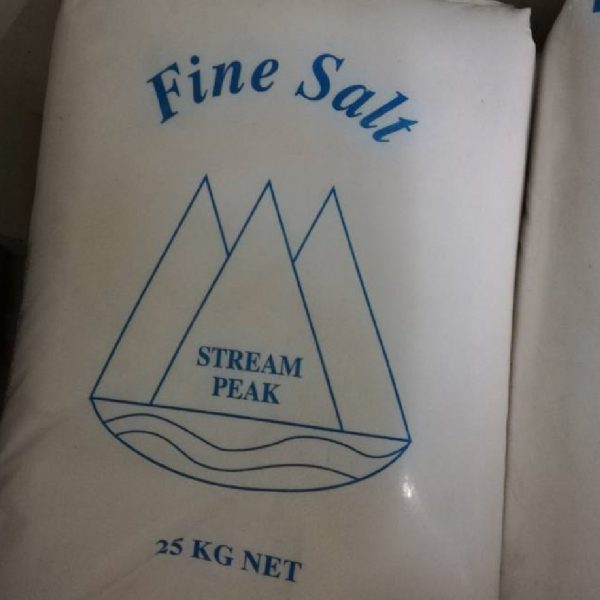 Fine Salt
STREAM
PEAK
25 KG NET